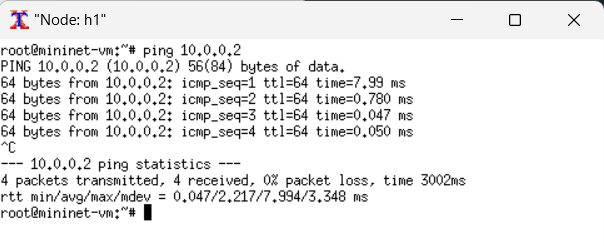 "Node: h1"
root@mininet-vm:~# ping 10.0.0.2
PING 10.0.0.2 (10.0.0.2) 56(84) bytes of data.
64 bytes from 10.0.0.2: icmp_seq=1 ttl=64 time=7.99 ms
64 bytes from 10.0.0.2: icmp_seq=2 ttl=64 time=0.780 ms
64 bytes from 10.0.0.2: icmp_seq=3 ttl=64 time=0.047 ms
64 bytes from 10.0.0.2: icmp_seq=4 ttl=64 time=0.050 ms
^C
--- 10.0.0.2 ping statistics ---
4 packets transmitted, 4 received, 0% packet loss, time 3002ms
rtt min/avg/max/mdev = 0.047/2.217/7.994/3.348 ms
root@mininet-vm:~#